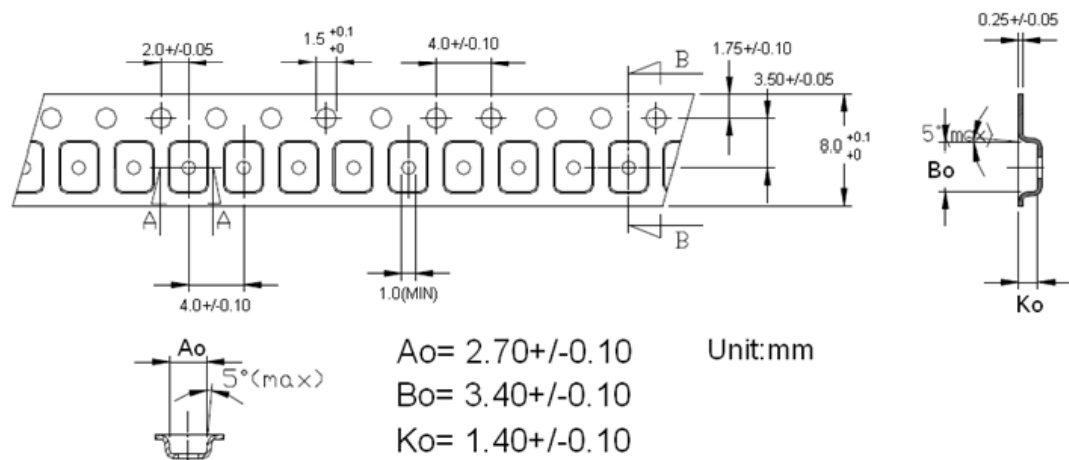 2.0+/-0.05
1.5 +0.1 +0
4.0+/-0.10
B
1.75+/-0.10
3.50+/-0.05
0.25+/-0.05
8.0 +0.1 +0
5°(max)
Bo
A A
B
4.0+/-0.10
1.0(MIN)
Ko
Ao
5°(max)
Ao= 2.70+/-0.10
Unit:mm
Bo= 3.40+/-0.10
Ko= 1.40+/-0.10